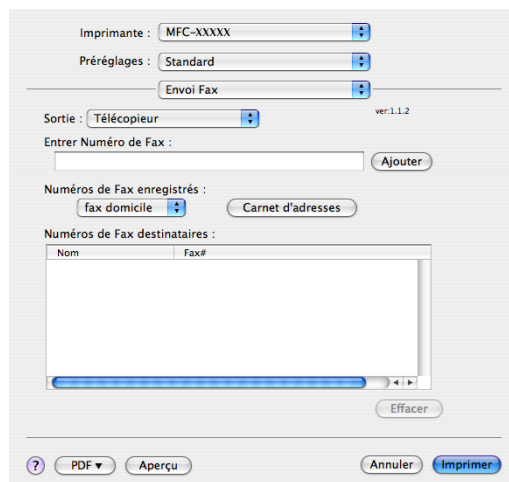 Imprimante : MFC-XXXXX
Préréglages : Standard
Envoi Fax
Sortie : Télécopieur
ver:1.1.2
Entrer Numéro de Fax :
Ajouter
Numéros de Fax enregistrés :
fax domicile Carnet d'adresses
Numéros de Fax destinataires :
Nom Fax#
Effacer
? PDF▼ Aperçu Annuler Imprimer